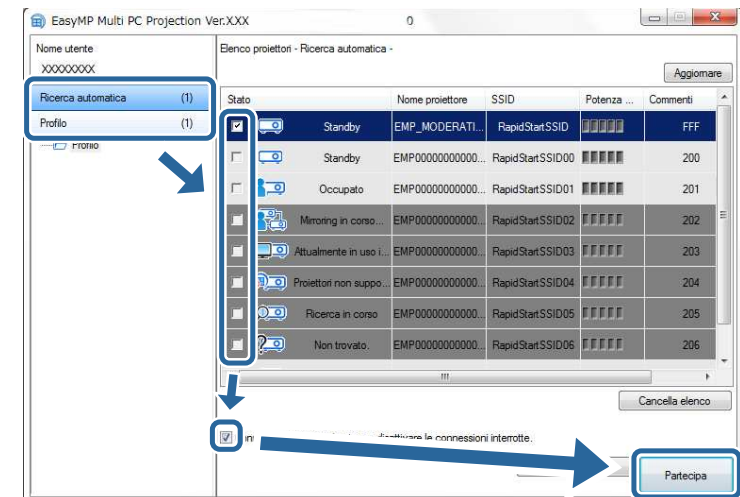 EasyMP Multi PC Projection Ver.XXX 0
Nome utente
XXXXXXXX
Elenco proiettori - Ricerca automatica -
Aggiornare
Ricerca automatica (1)
Profilo (1)
Profilo
Stato Nome proiettore SSID Potenza ... Commenti
Standby EMP_MODERATI... RapidStartSSID FFF
Standby EMP00000000000... RapidStartSSID00 200
Occupato EMP00000000000... RapidStartSSID01 201
Mirroring in corso... EMP00000000000... RapidStartSSID02 202
Attualmente in uso i... EMP00000000000... RapidStartSSID03 203
Proiettori non suppo... EMP00000000000... RapidStartSSID04 204
Ricerca in corso EMP00000000000... RapidStartSSID05 205
Non trovato. EMP00000000000... RapidStartSSID06 206
Cancella elenco
le connessioni interrotte.
Partecipa